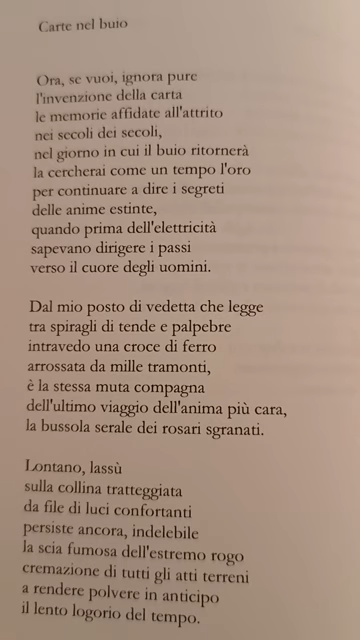 Carte nel buio
Ora, se vuoi, ignora pure
l'invenzione della carta
le memorie affidate all'attrito
nei secoli dei secoli,
nel giorno in cui il buio ritornerà
la cercherai come un tempo l'oro
per continuare a dire i segreti
delle anime estinte,
quando prima dell'elettricità
sapevano dirigere i passi
verso il cuore degli uomini.
Dal mio posto di vedetta che legge
tra spiragli di tende e palpebre
intravedo una croce di ferro
arrossata da mille tramonti,
è la stessa muta compagna
dell'ultimo viaggio dell'anima più cara,
la bussola serale dei rosari sgranati.
Lontano, lassù
sulla collina tratteggiata
da file di luci confortanti
persiste ancora, indelebile
la scia fumosa dell'estremo rogo
cremazione di tutti gli atti terreni
a rendere polvere in anticipo
il lento logorio del tempo.